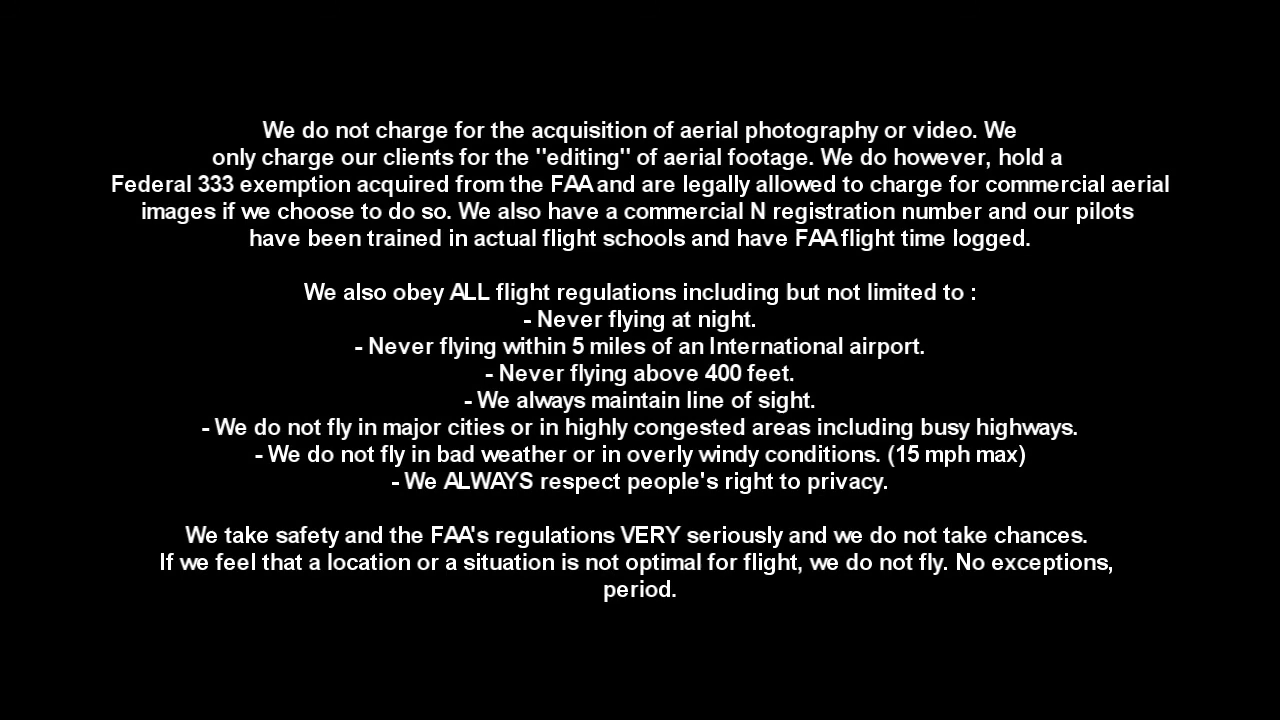 We do not charge for the acquisition of aerial photography or video. We
only charge our clients for the "editing" of aerial footage. We do however, hold a
Federal 333 exemption acquired from the FAA and are legally allowed to charge for commercial aerial
images if we choose to do so. We also have a commercial N registration number and our pilots
have been trained in actual flight schools and have FAA flight time logged.
We also obey ALL flight regulations including but not limited to :
- Never flying at night.
- Never flying within 5 miles of an International airport.
- Never flying above 400 feet.
- We always maintain line of sight.
- We do not fly in major cities or in highly congested areas including busy highways.
- We do not fly in bad weather or in overly windy conditions. (15 mph max)
- We ALWAYS respect people's right to privacy.
We take safety and the FAA's regulations VERY seriously and we do not take chances.
If we feel that a location or a situation is not optimal for flight, we do not fly. No exceptions,
period.